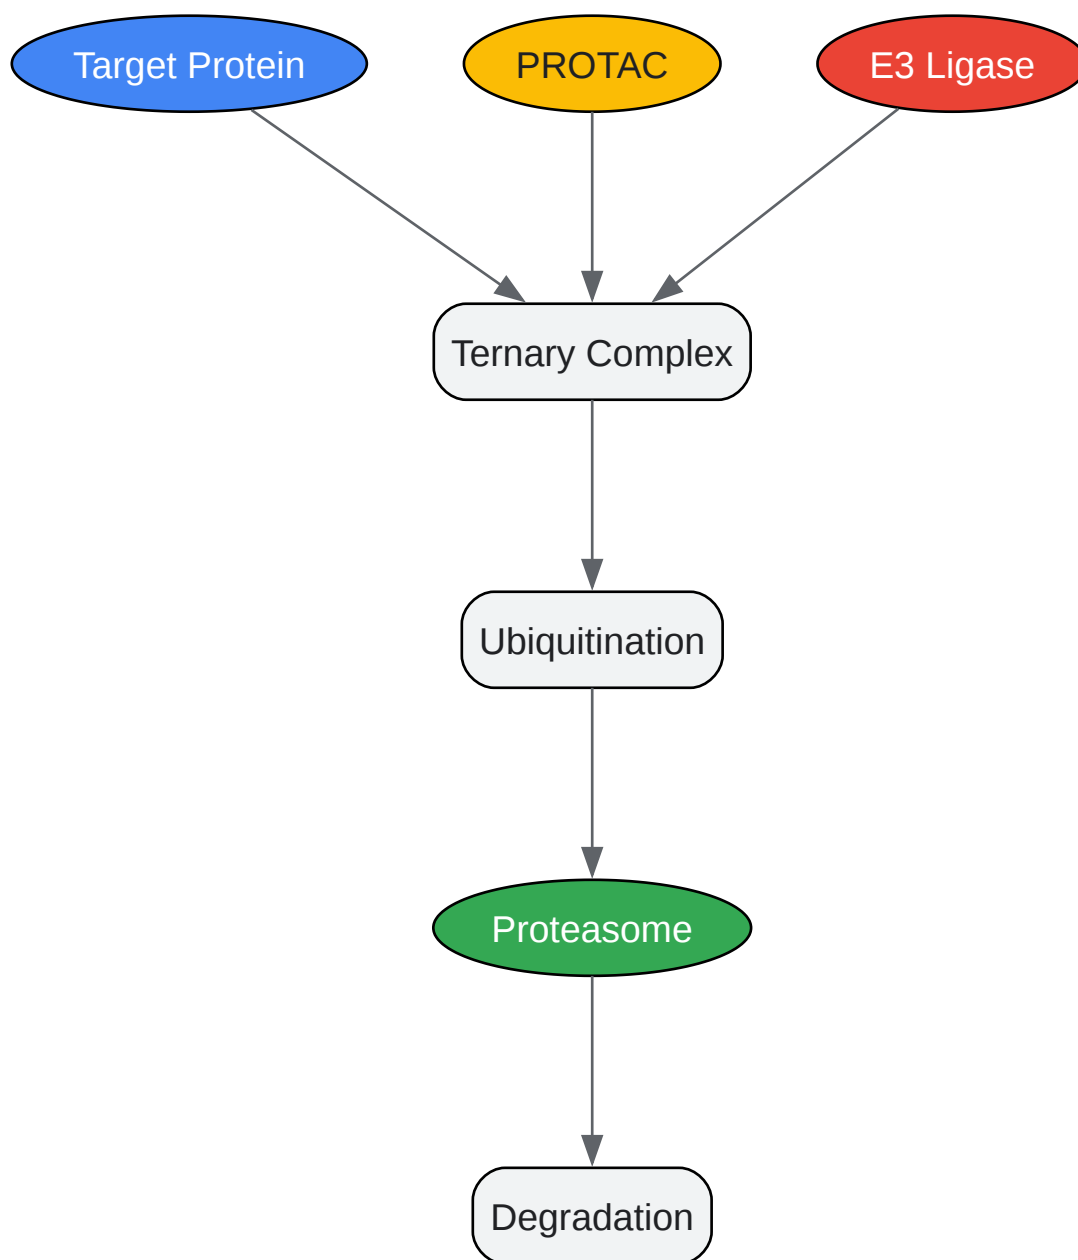 Target Protein
PROTAC
E3 Ligase
Ternary Complex
Ubiquitination
Proteasome
Degradation